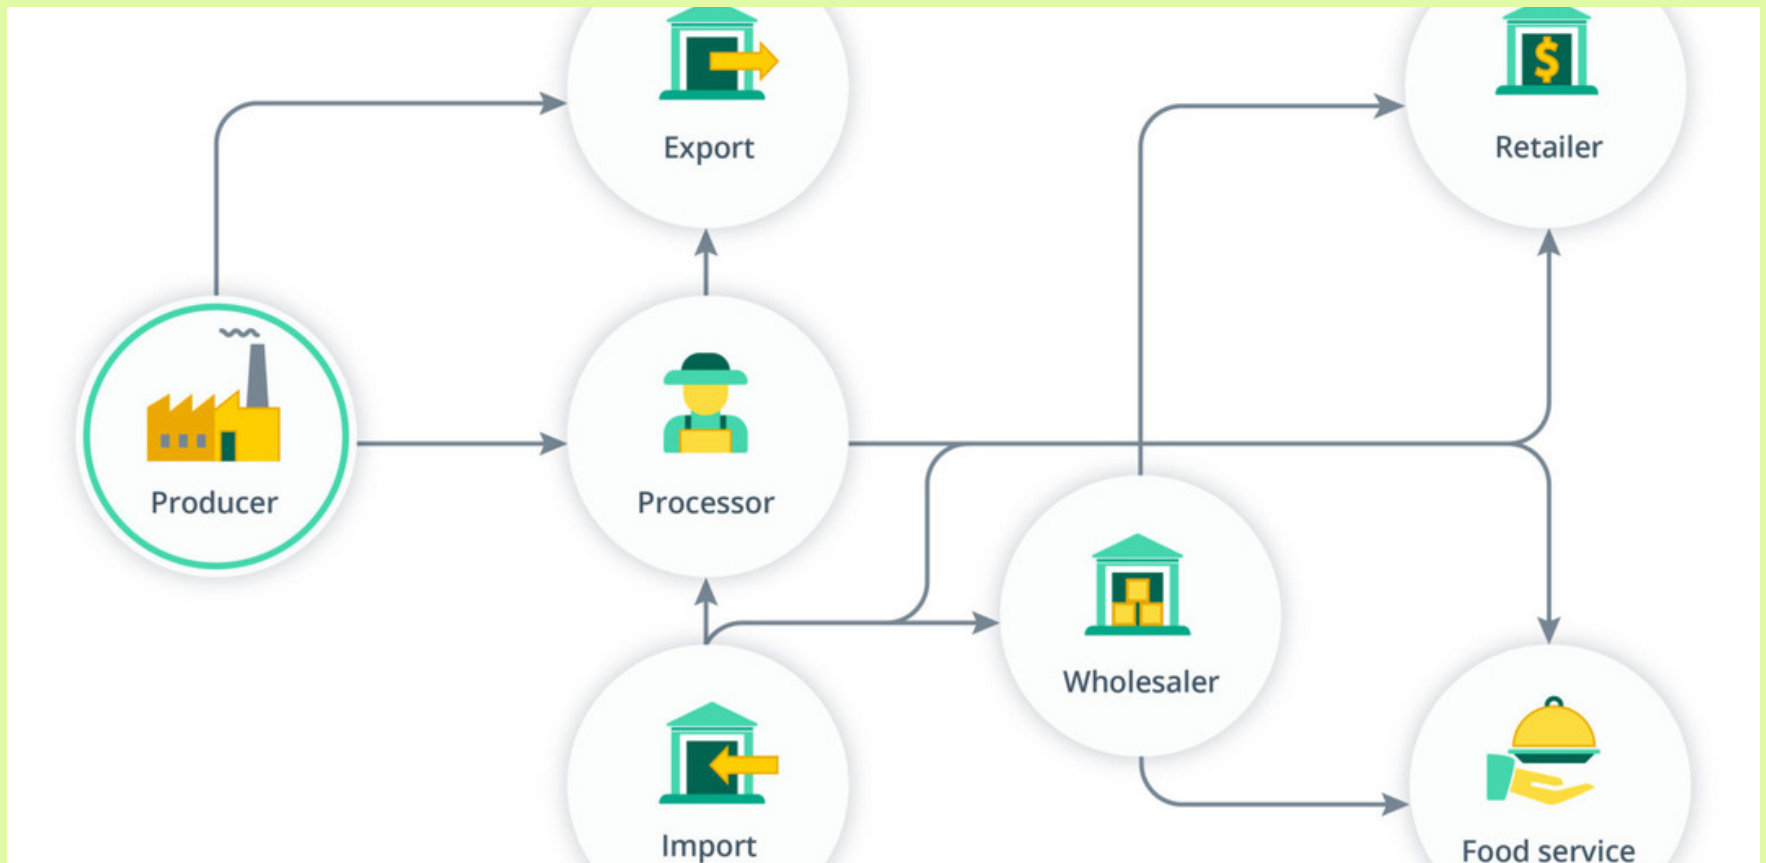 Export
Retailer
$
Producer
Processor
Wholesaler
Import
Food service